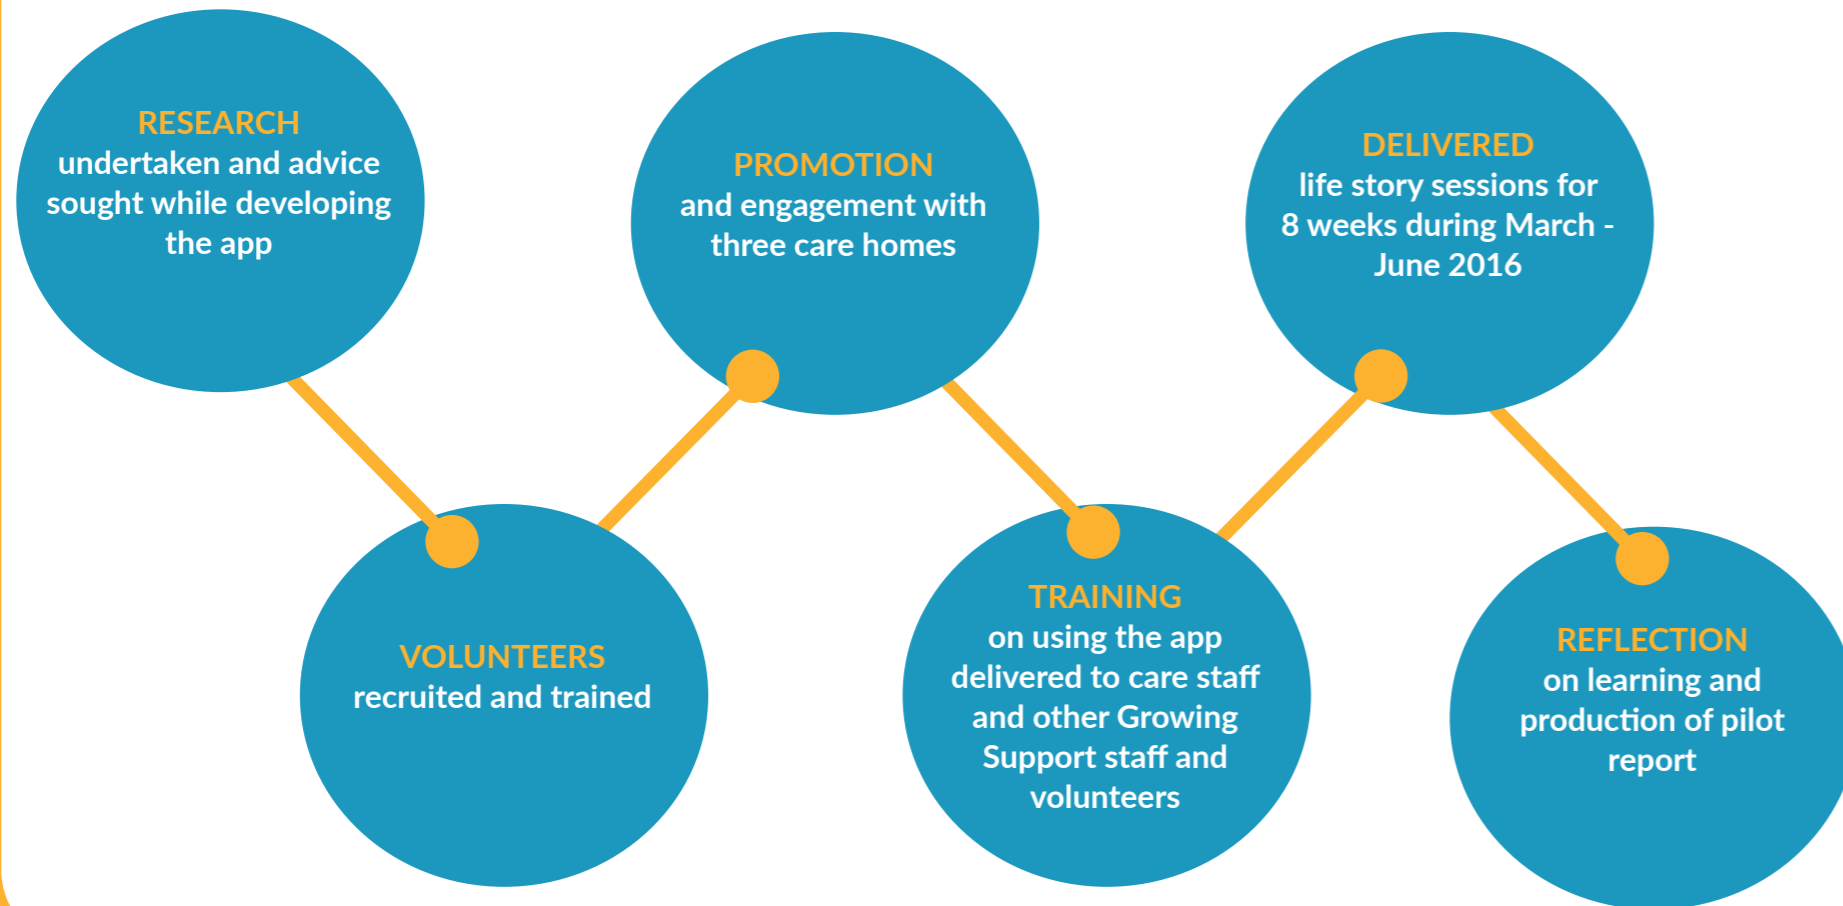 RESEARCH
undertaken and advice
sought while developing
the app
VOLUNTEERS
recruited and trained
PROMOTION
and engagement with
three care homes
TRAINING
on using the app
delivered to care staff
and other Growing
Support staff and
volunteers
DELIVERED
life story sessions for
8 weeks during March -
June 2016
REFLECTION
on learning and
production of pilot
report